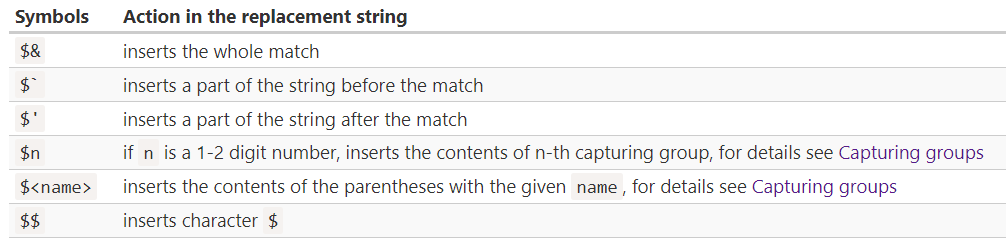 Symbols Action in the replacement string
$& inserts the whole match
$` inserts a part of the string before the match
$' inserts a part of the string after the match
$n if n is a 1-2 digit number, inserts the contents of n-th capturing group, for details see Capturing groups
$<name> inserts the contents of the parentheses with the given name, for details see Capturing groups
$$ inserts character $